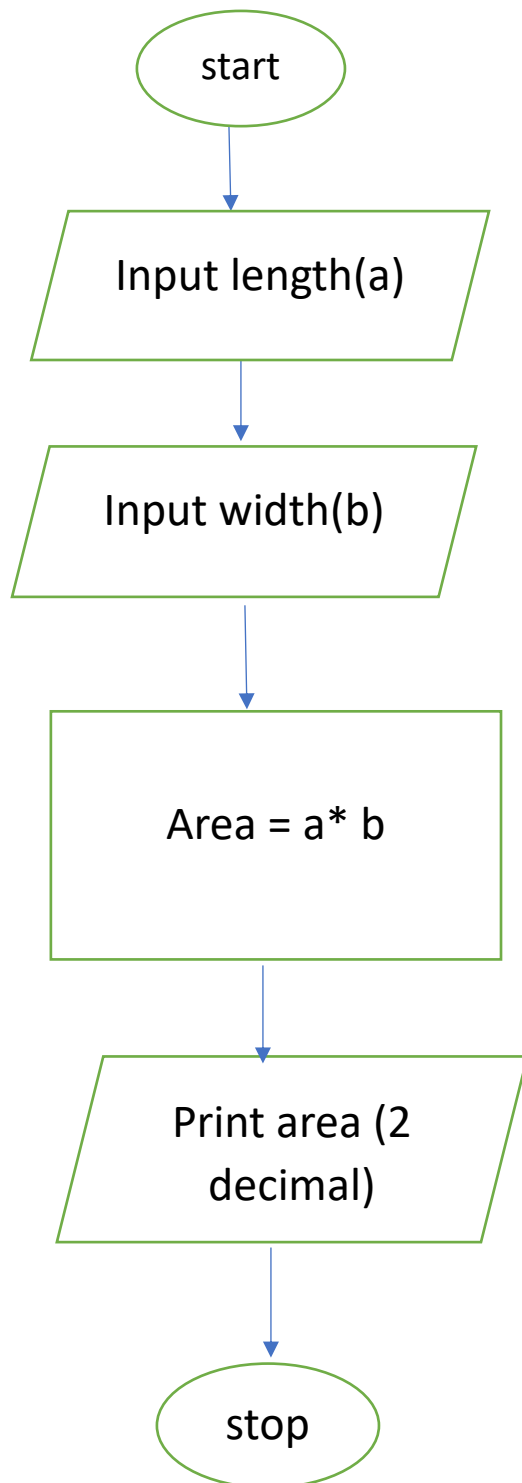 start
Input length(a)
Input width(b)
Area = a* b
Print area (2
decimal)
stop